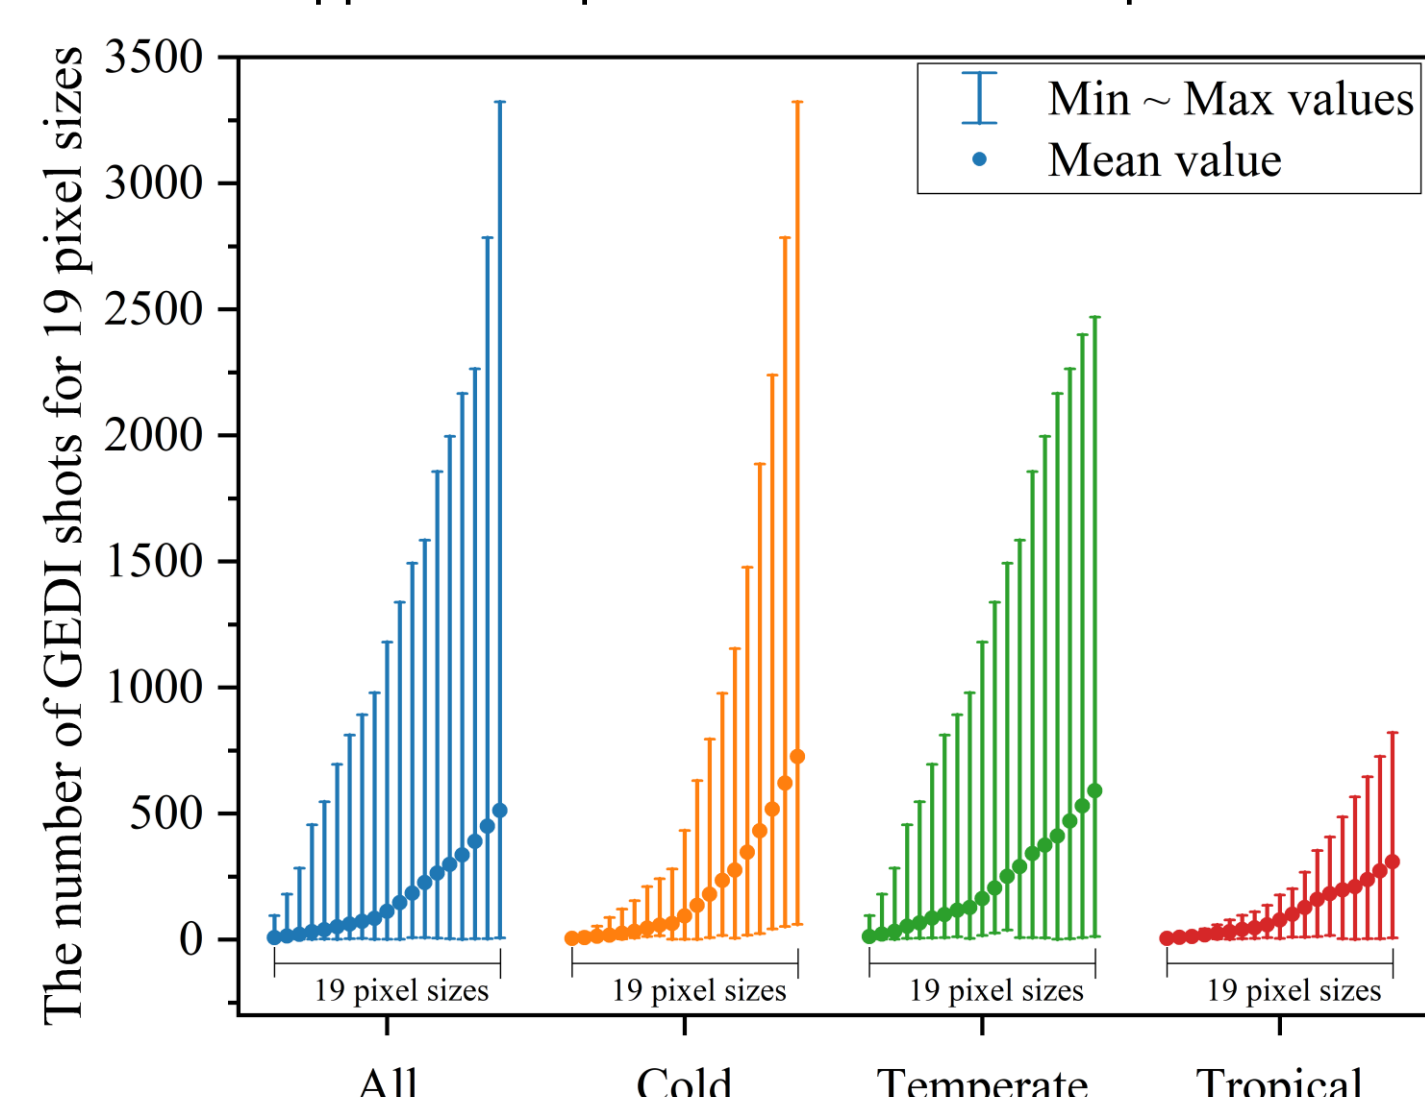 The number of GEDI shots for 19 pixel sizes
3500
3000
2500
2000
1500
1000
500
0
Min ~ Max values
Mean value
19 pixel sizes
19 pixel sizes
19 pixel sizes
19 pixel sizes
All
Cold
Temperate
Tropical